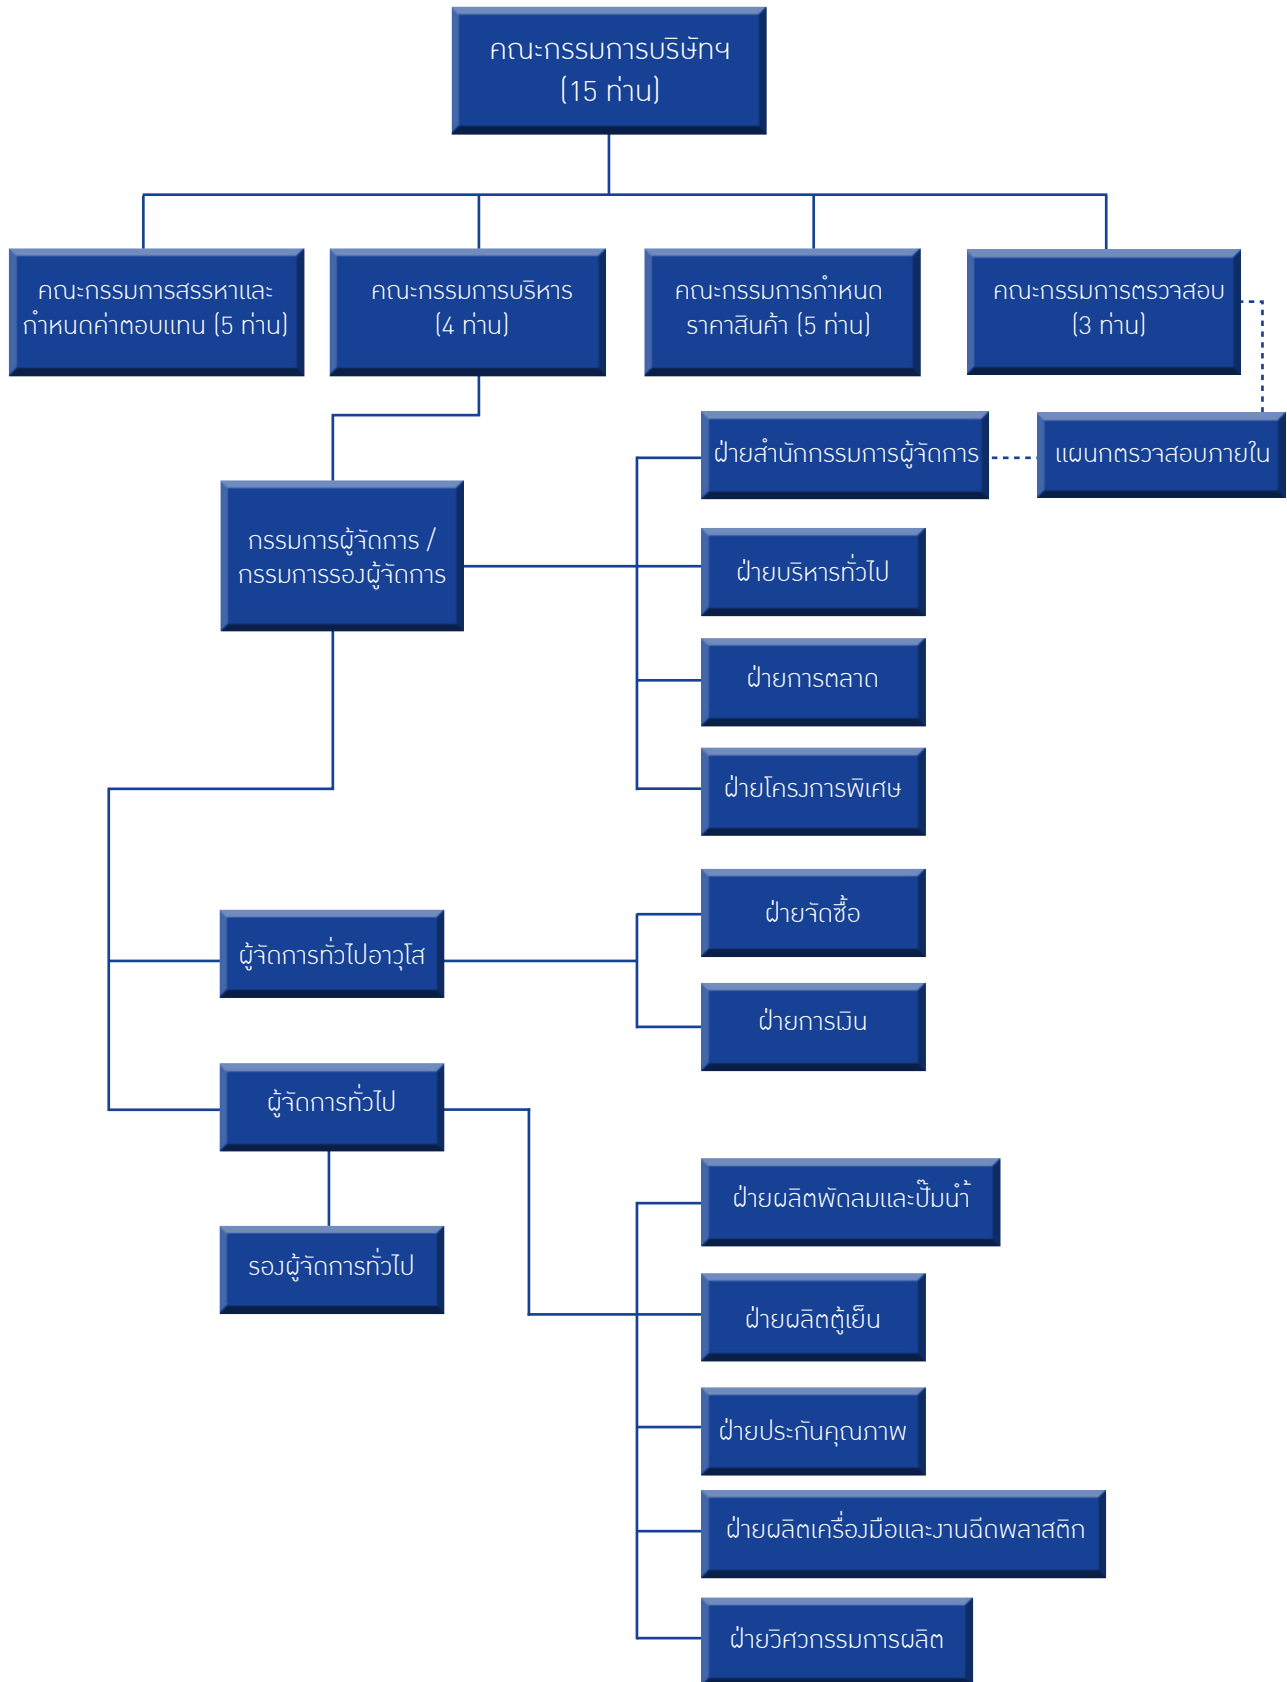 คณะกรรมการบริษัทฯ
(15 ท่าน)
คณะกรรมการสรรหาและ
กำหนดค่าตอบแทน (5 ท่าน)
คณะกรรมการบริหาร
(4 ท่าน)
คณะกรรมการกำหนด
ราคาสินค้า (5 ท่าน)
คณะกรรมการตรวจสอบ
(3 ท่าน)
ฝ่ายสำนักกรรมการผู้จัดการ
แผนกตรวจสอบภายใน
กรรมการผู้จัดการ /
กรรมการรองผู้จัดการ
ฝ่ายบริหารทั่วไป
ฝ่ายการตลาด
ฝ่ายโครงการพิเศษ
ผู้จัดการทั่วไปอาวุโส
ฝ่ายจัดซื้อ
ฝ่ายการเงิน
ผู้จัดการทั่วไป
รองผู้จัดการทั่วไป
ฝ่ายผลิตพัดลมและปั๊มน้ำ
ฝ่ายผลิตตู้เย็น
ฝ่ายประกันคุณภาพ
ฝ่ายผลิตเครื่องมือและงานฉีดพลาสติก
ฝ่ายวิศวกรรมการผลิต